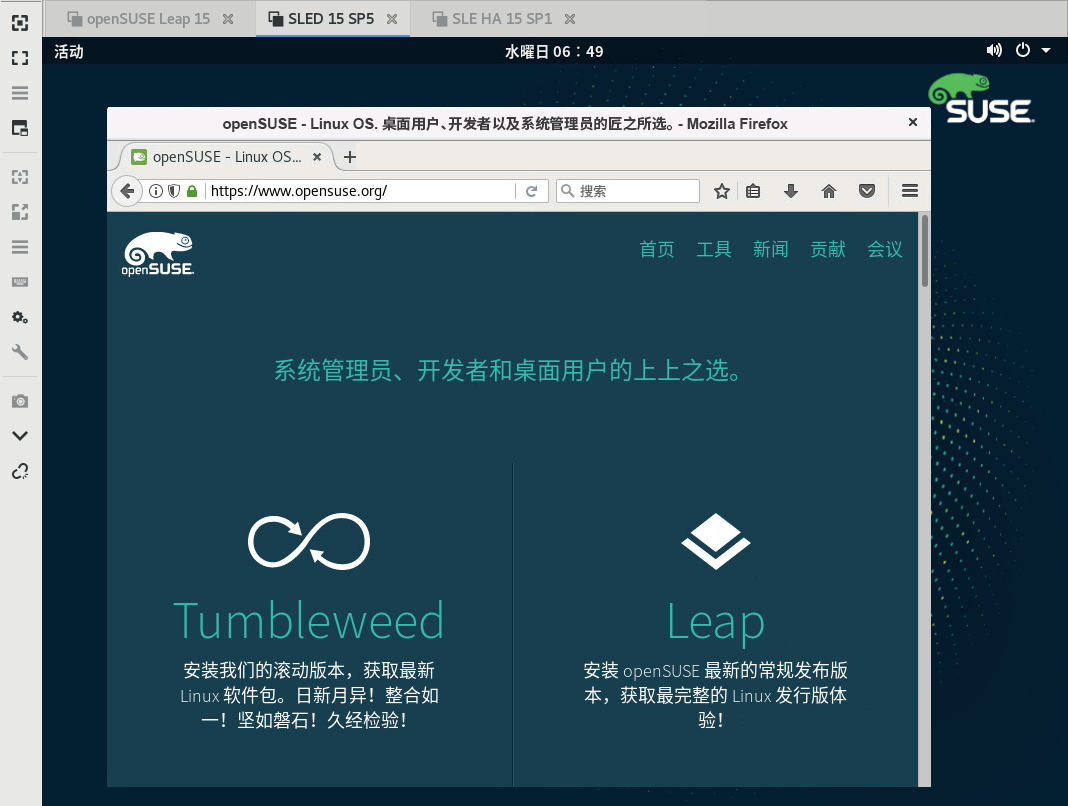 openSUSE Leap 15
SLED 15 SP5
SLE HA 15 SP1
活动
水曜日 06：49
SUSE
openSUSE - Linux OS. 桌面用户、开发者以及系统管理员的匠之所选。 - Mozilla Firefox
openSUSE - Linux OS...
https://www.opensuse.org/
搜索
openSUSE
首页 工具 新闻 贡献 会议
系统管理员、开发者和桌面用户的上上之选。
Tumbleweed
安装我们的滚动版本，获取最新
Linux 软件包。日新月异！整合如
一！坚如磐石！久经检验！
Leap
安装 openSUSE 最新的常规发布版
本，获取最完整的 Linux 发行版体
验！